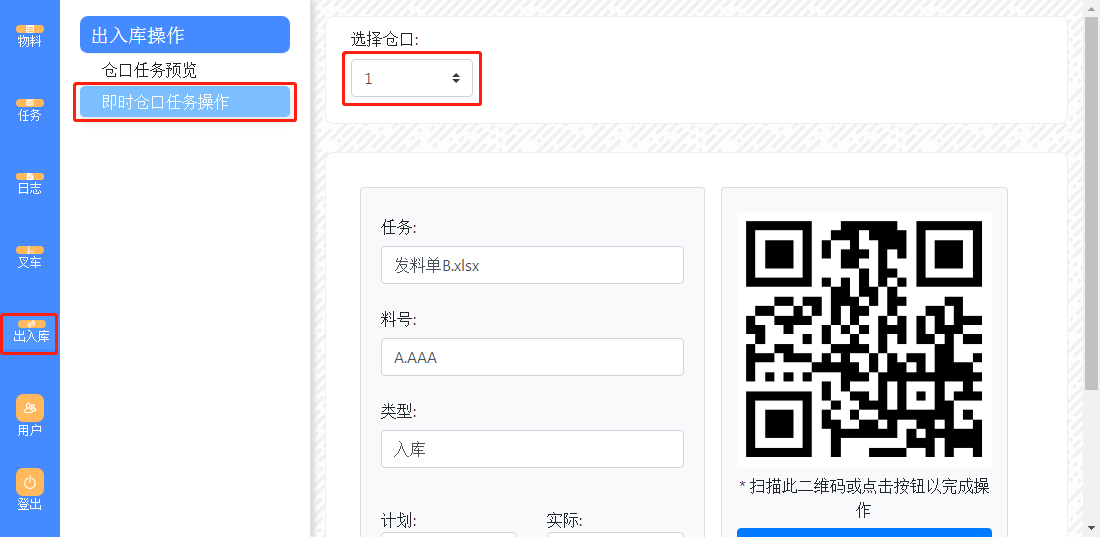 物料
任务
日志
叉车
出入库
用户
登出
出入库操作
仓口任务预览
即时仓口任务操作
选择仓口:
1
任务:
发料单B.xlsx
料号:
A.AAA
类型:
入库
计划:
实际:
* 扫描此二维码或点击按钮以完成操
作